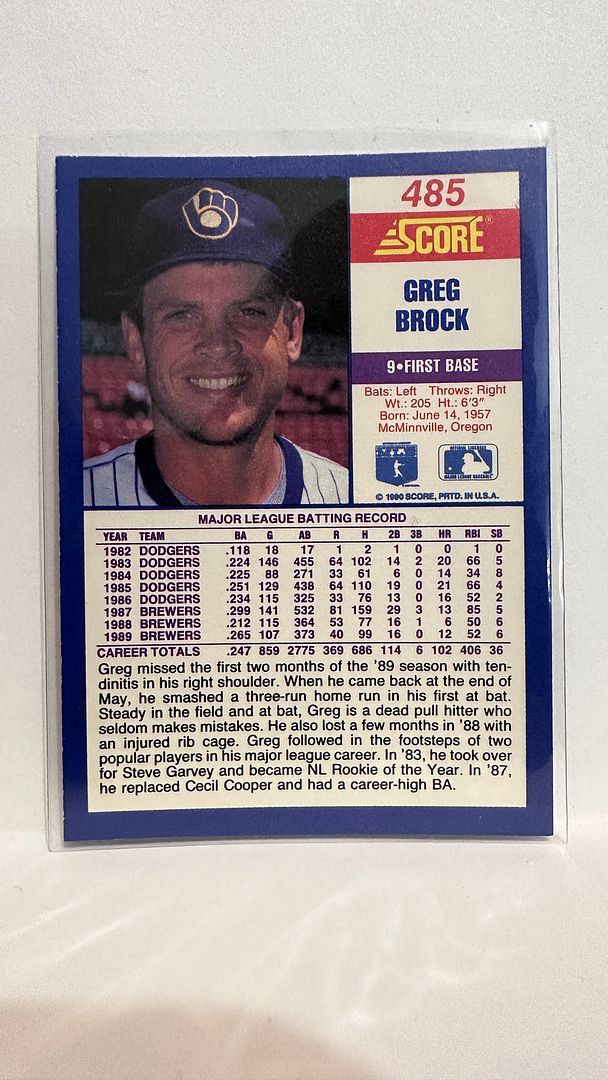 485
SCORE®
GREG
BROCK
9•FIRST BASE
Bats: Left Throws: Right
Wt.: 205 Ht.: 6'3"
Born: June 14, 1957
McMinnville, Oregon
© 1990 SCORE, PRTD. IN U.S.A.
MAJOR LEAGUE BATTING RECORD
YEAR TEAM BA G AB R H 2B 3B HR RBI SB
1982 DODGERS .118 18 17 1 2 1 0 0 1 0
1983 DODGERS .224 146 455 64 102 14 2 20 66 5
1984 DODGERS .225 88 271 33 61 6 0 14 34 8
1985 DODGERS .251 129 438 64 110 19 0 21 66 4
1986 DODGERS .234 115 325 33 76 13 0 16 52 2
1987 BREWERS .299 141 532 81 159 29 3 13 85 5
1988 BREWERS .212 115 364 53 77 16 1 6 50 6
1989 BREWERS .265 107 373 40 99 16 0 12 52 6
CAREER TOTALS .247 859 2775 369 686 114 6 102 406 36
Greg missed the first two months of the '89 season with ten-
dinitis in his right shoulder. When he came back at the end of
May, he smashed a three-run home run in his first at bat.
Steady in the field and at bat, Greg is a dead pull hitter who
seldom makes mistakes. He also lost a few months in '88 with
an injured rib cage. Greg followed in the footsteps of two
popular players in his major league career. In '83, he took over
for Steve Garvey and became NL Rookie of the Year. In '87,
he replaced Cecil Cooper and had a career-high BA.